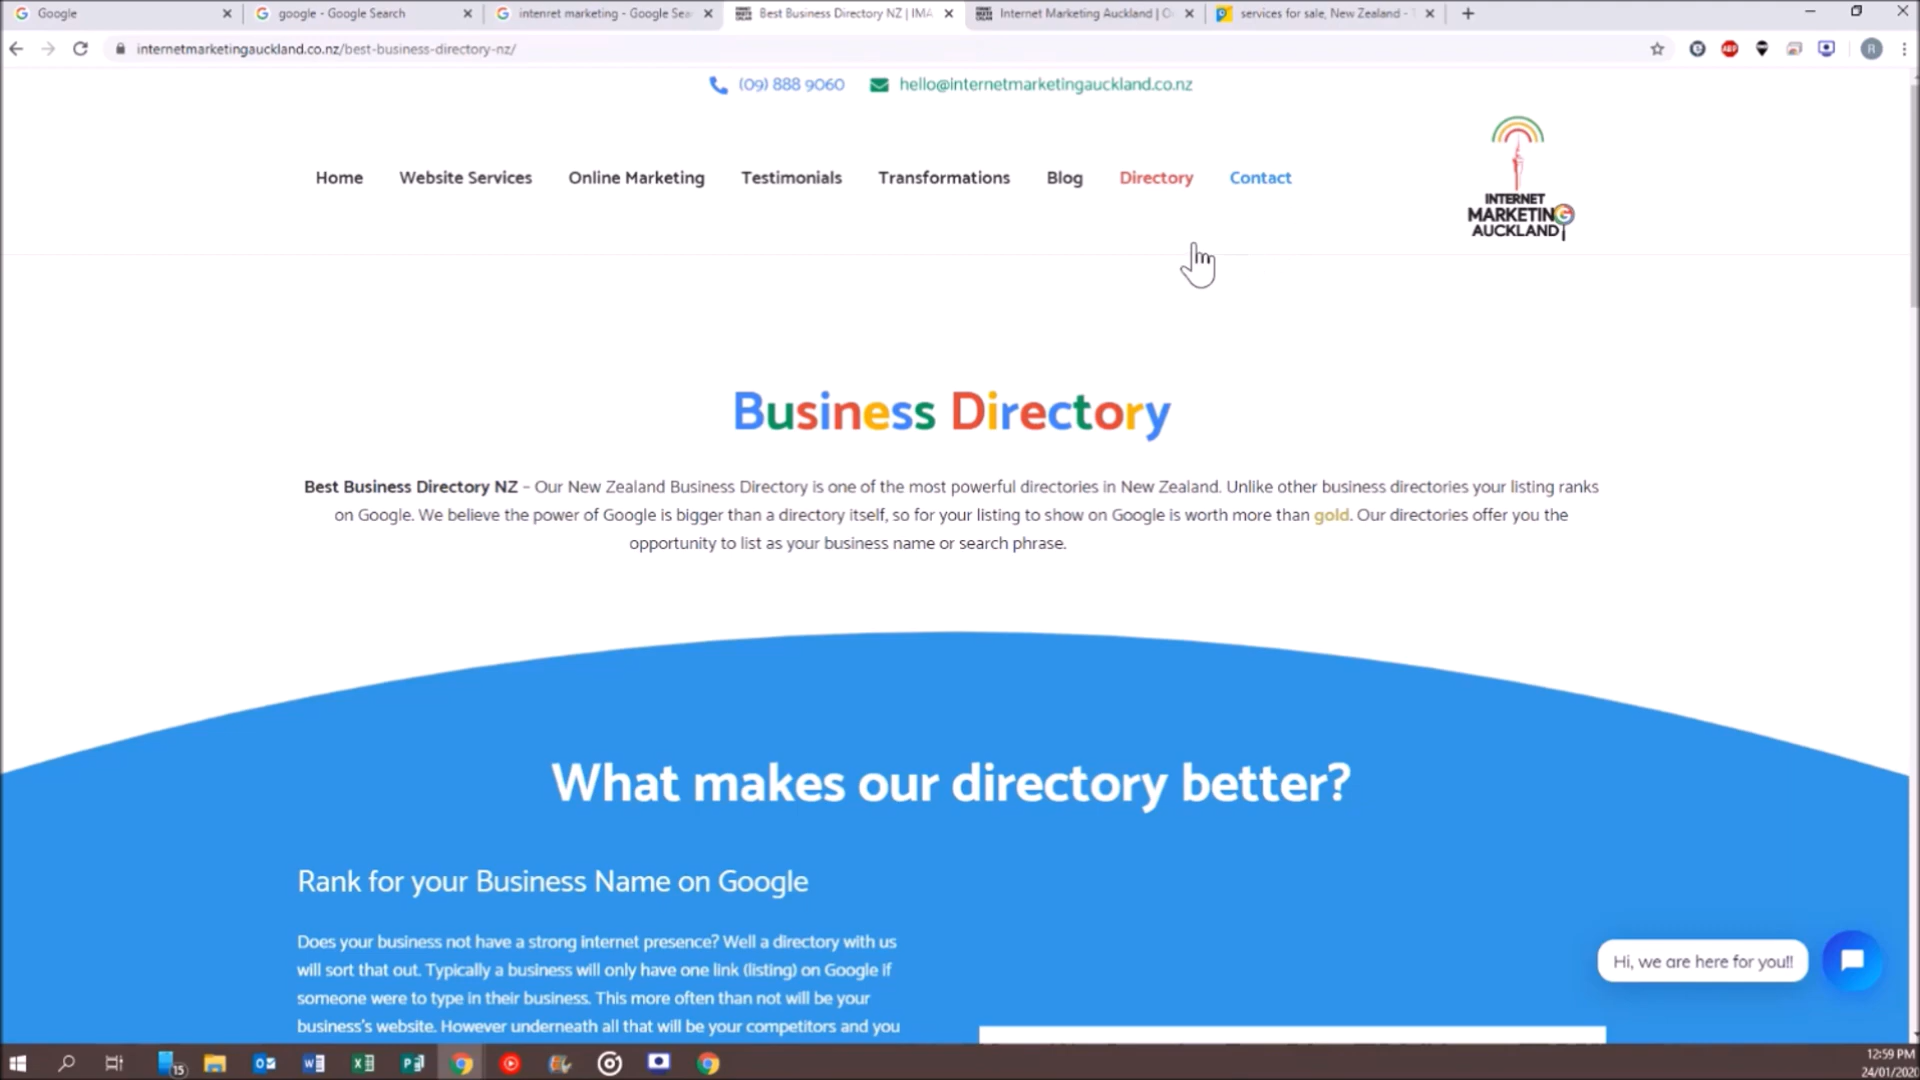 Google
google - Google Search
intenret marketing - Google Sea
Best Business Directory NZ | IMA
Internet Marketing Auckland | O
services for sale, New Zealand - T
internetmarketingauckland.co.nz/best-business-directory-nz/
ABP
R
(09) 888 9060
hello@internetmarketingauckland.co.nz
Home
Website Services
Online Marketing
Testimonials
Transformations
Blog
Directory
Contact
INTERNET
MARKETING
AUCKLAND
Business Directory
Best Business Directory NZ - Our New Zealand Business Directory is one of the most powerful directories in New Zealand. Unlike other business directories your listing ranks
on Google. We believe the power of Google is bigger than a directory itself, so for your listing to show on Google is worth more than gold. Our directories offer you the
opportunity to list as your business name or search phrase.
What makes our directory better?
Rank for your Business Name on Google
Does your business not have a strong internet presence? Well a directory with us
will sort that out. Typically a business will only have one link (listing) on Google if
someone were to type in their business. This more often than not will be your
business's website. However underneath all that will be your competitors and you
Hi, we are here for you!!
15
12:59 PM
24/01/2020